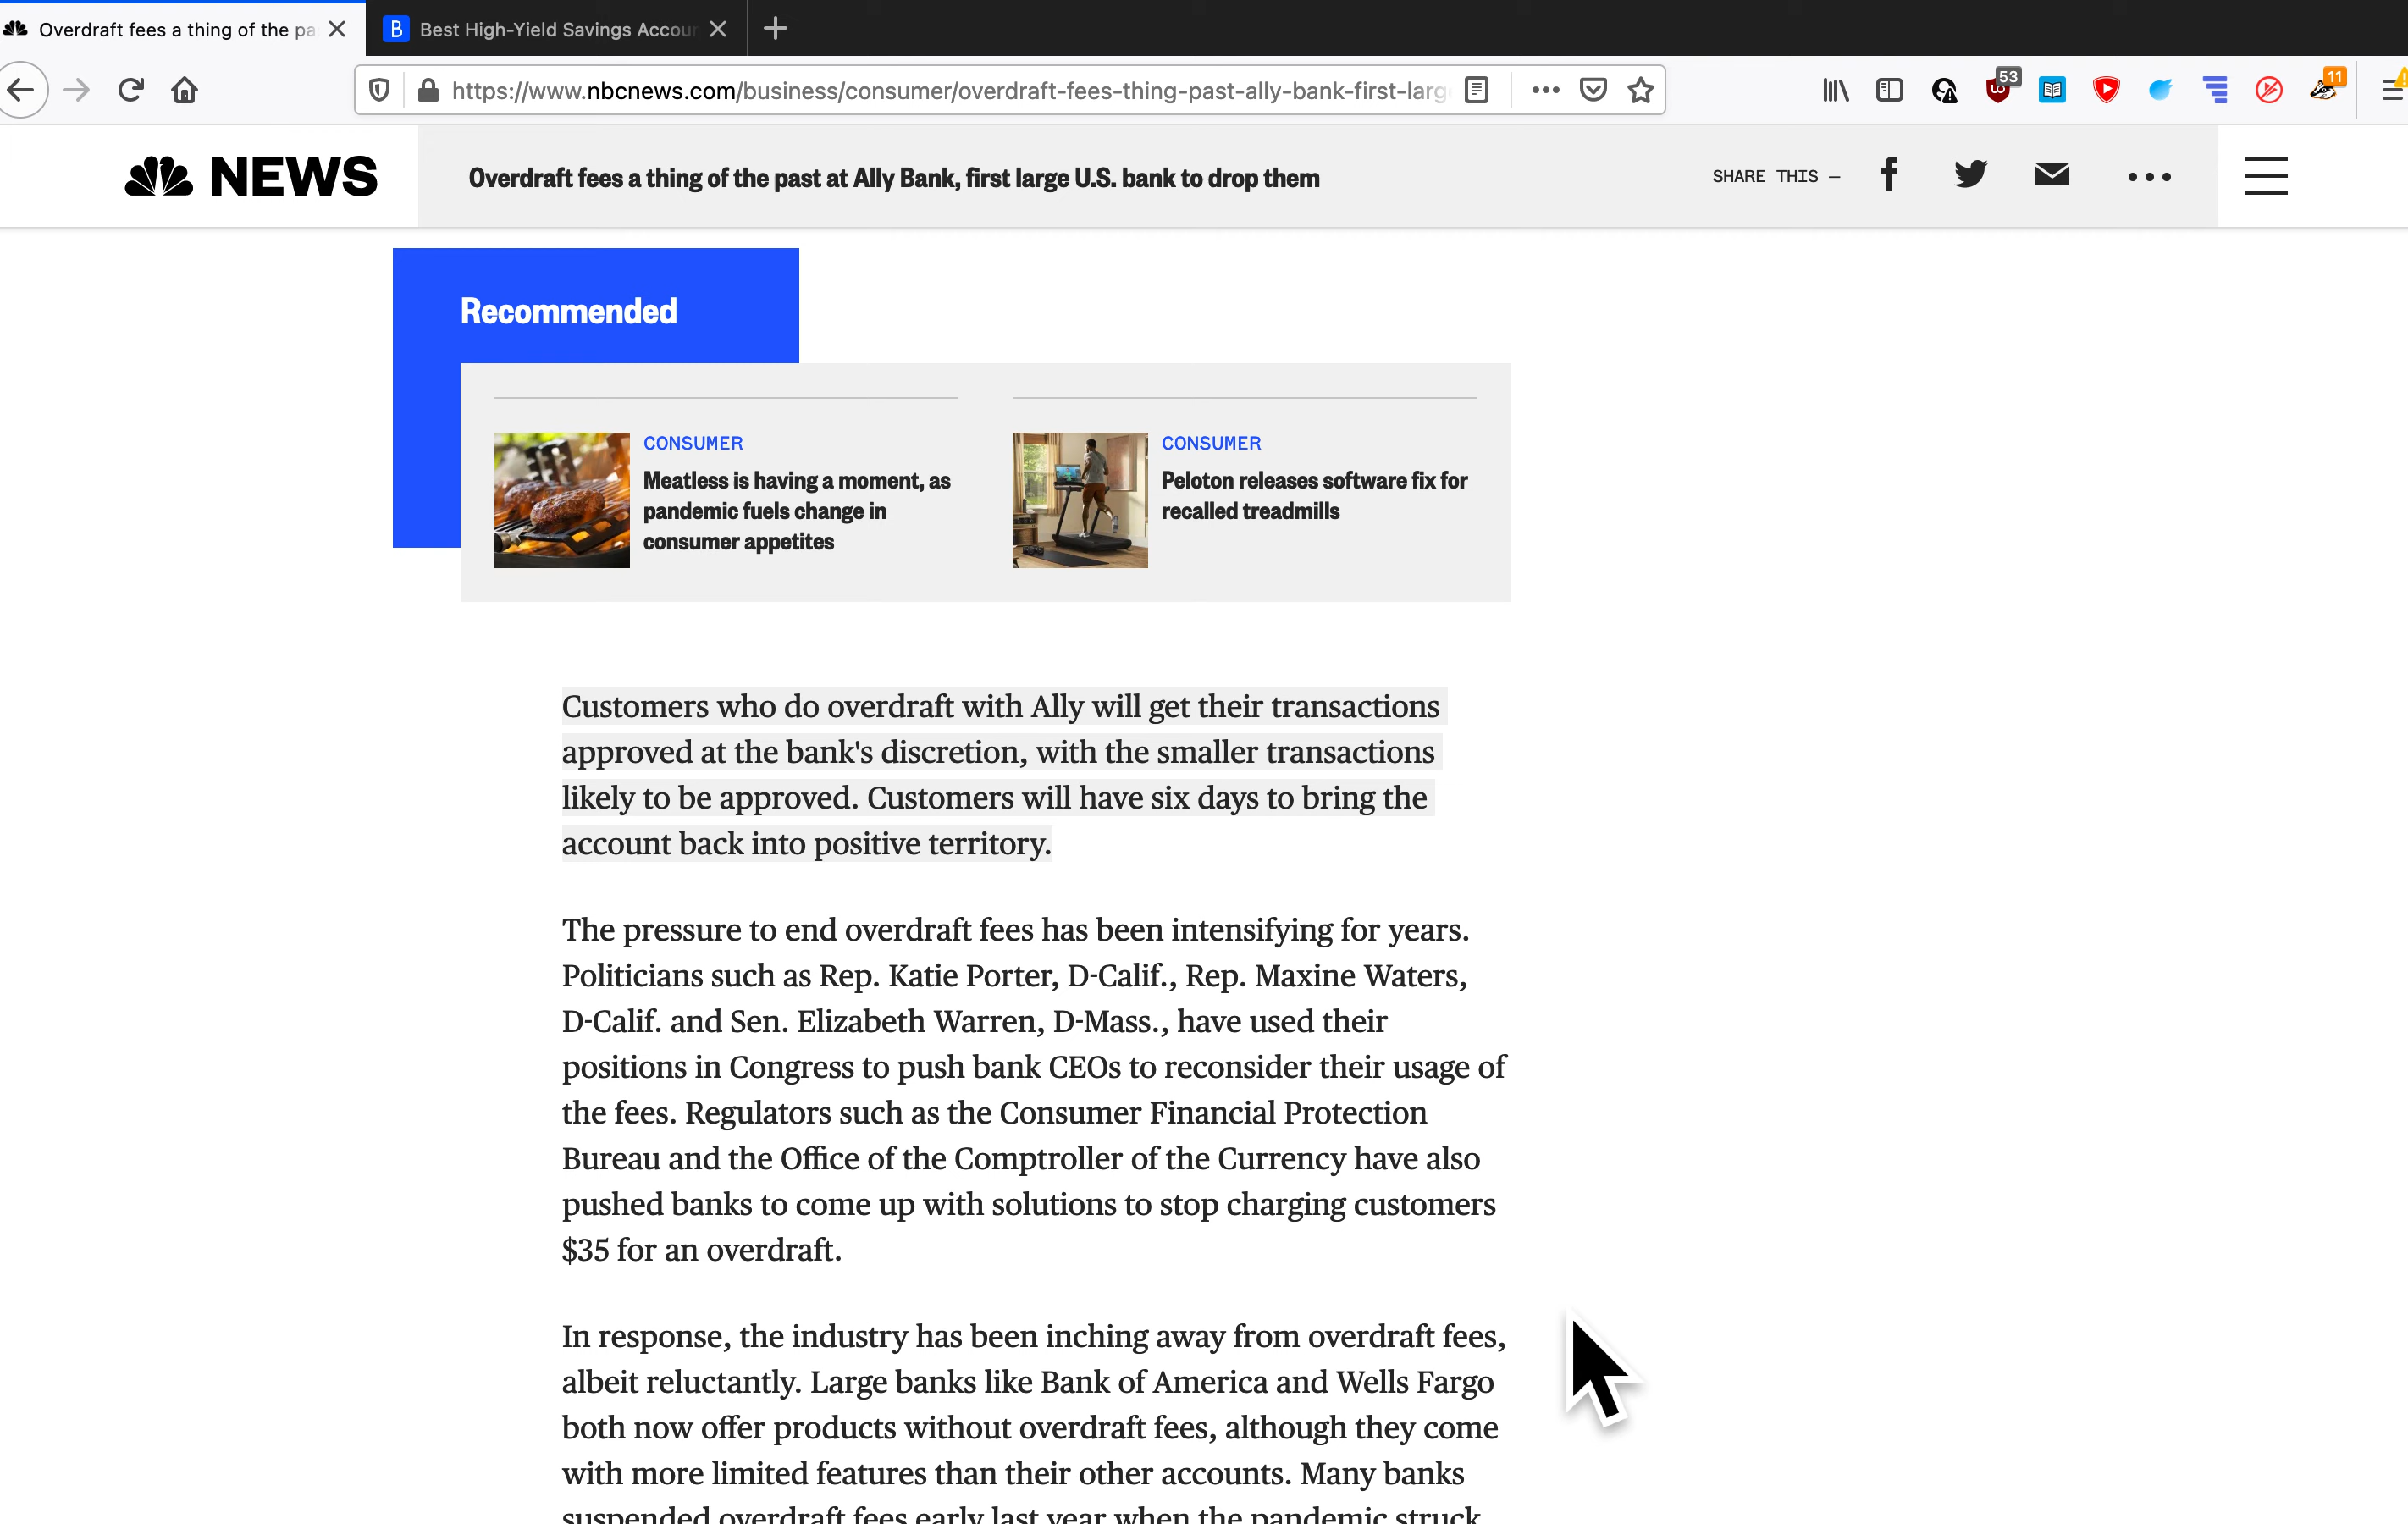 Overdraft fees a thing of the pa
Best High-Yield Savings Accou
https://www.nbcnews.com/business/consumer/overdraft-fees-thing-past-ally-bank-first-larg
53
11
NEWS
Overdraft fees a thing of the past at Ally Bank, first large U.S. bank to drop them
SHARE THIS —
Recommended
CONSUMER
Meatless is having a moment, as
pandemic fuels change in
consumer appetites
CONSUMER
Peloton releases software fix for
recalled treadmills
Customers who do overdraft with Ally will get their transactions
approved at the bank's discretion, with the smaller transactions
likely to be approved. Customers will have six days to bring the
account back into positive territory.
The pressure to end overdraft fees has been intensifying for years.
Politicians such as Rep. Katie Porter, D-Calif., Rep. Maxine Waters,
D-Calif. and Sen. Elizabeth Warren, D-Mass., have used their
positions in Congress to push bank CEOs to reconsider their usage of
the fees. Regulators such as the Consumer Financial Protection
Bureau and the Office of the Comptroller of the Currency have also
pushed banks to come up with solutions to stop charging customers
$35 for an overdraft.
In response, the industry has been inching away from overdraft fees,
albeit reluctantly. Large banks like Bank of America and Wells Fargo
both now offer products without overdraft fees, although they come
with more limited features than their other accounts. Many banks
suspended overdraft fees early last year when the pandemic struck